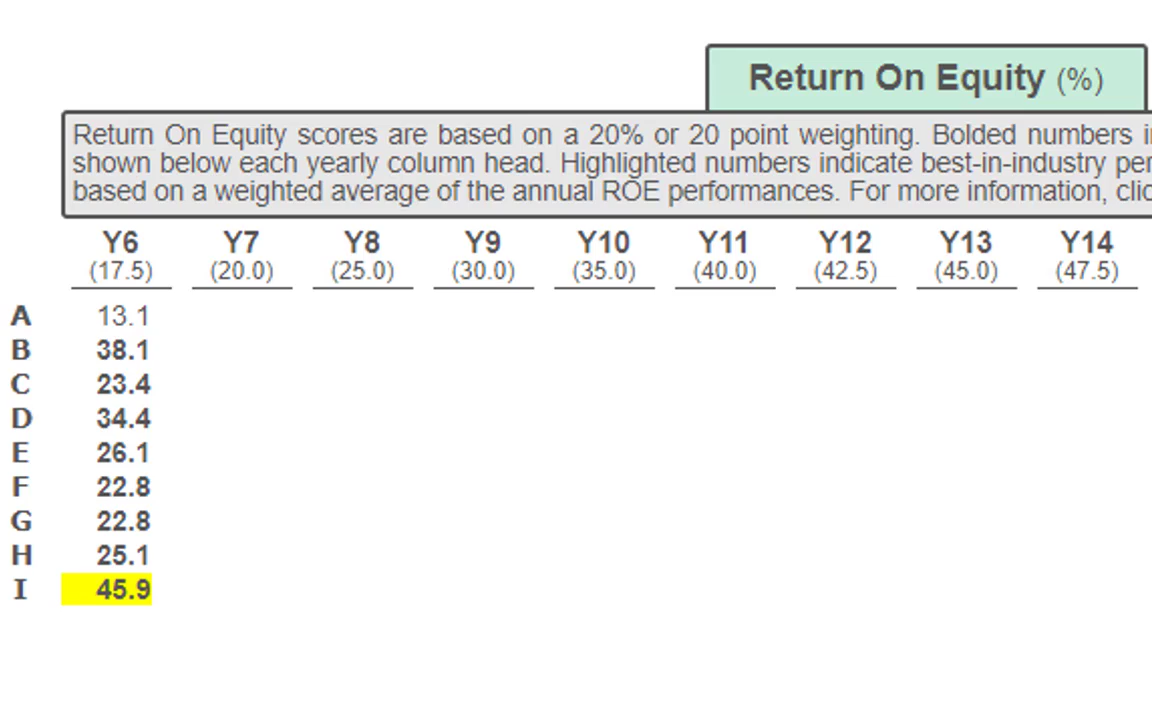 Return On Equity (%)
Return On Equity scores are based on a 20% or 20 point weighting. Bolded numbers
shown below each yearly column head. Highlighted numbers indicate best-in-industry
based on a weighted average of the annual ROE performances. For more information,
Y6 Y7 Y8 Y9 Y10 Y11 Y12 Y13 Y14
(17.5) (20.0) (25.0) (30.0) (35.0) (40.0) (42.5) (45.0) (47.5)
A 13.1
B 38.1
C 23.4
D 34.4
E 26.1
F 22.8
G 22.8
H 25.1
I 45.9